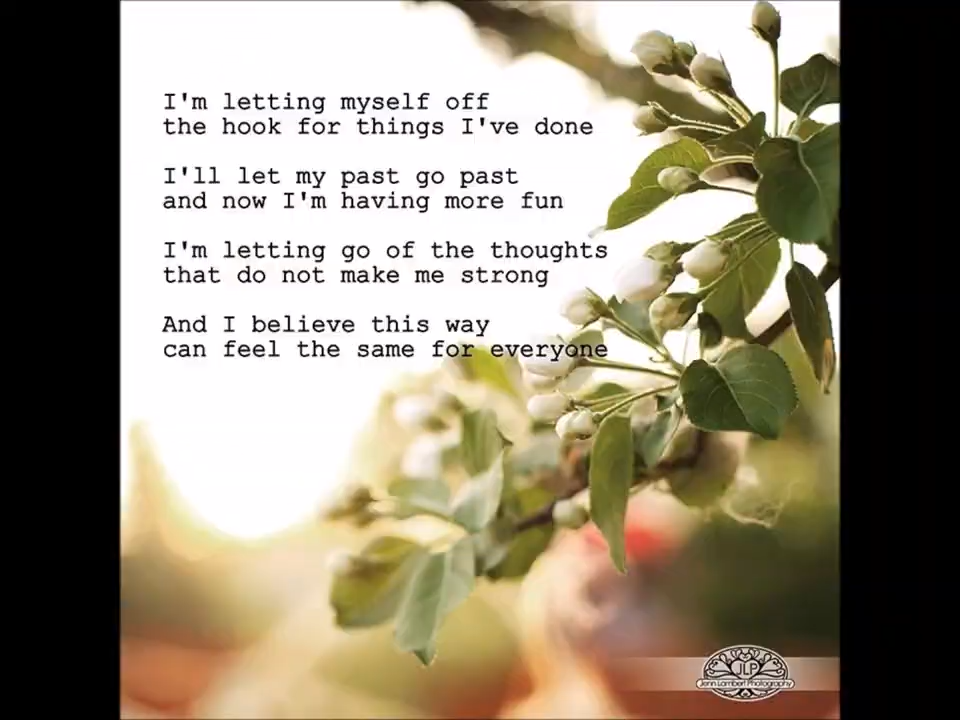 I'm letting myself off
the hook for things I've done
I'll let my past go past
and now I'm having more fun
I'm letting go of the thoughts
that do not make me strong
And I believe this way
can feel the same for everyone
JLP
Jenn Lambert Photography